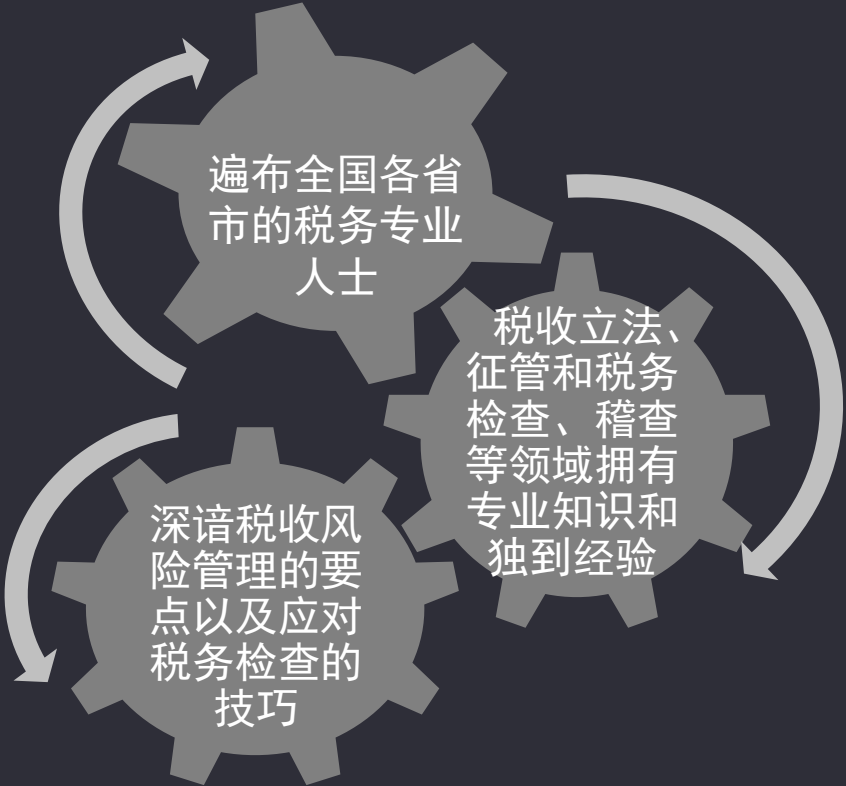 遍布全国各省
市的税务专业
人士
税收立法、
征管和税务
检查、稽查
等领域拥有
专业知识和
独到经验
深谙税收风
险管理的要
点以及应对
税务检查的
技巧